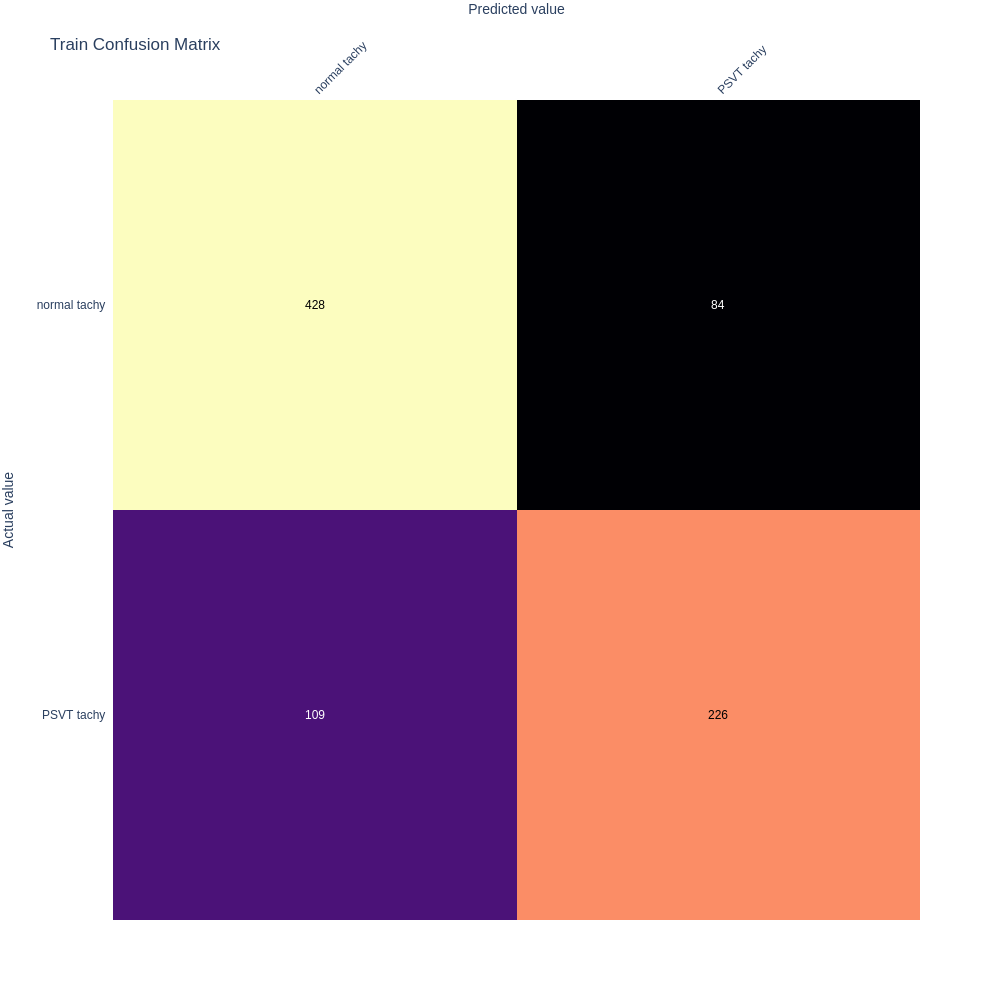 Predicted value
Train Confusion Matrix
normal tachy
PSVT tachy
normal tachy
428
84
Actual value
PSVT tachy
109
226